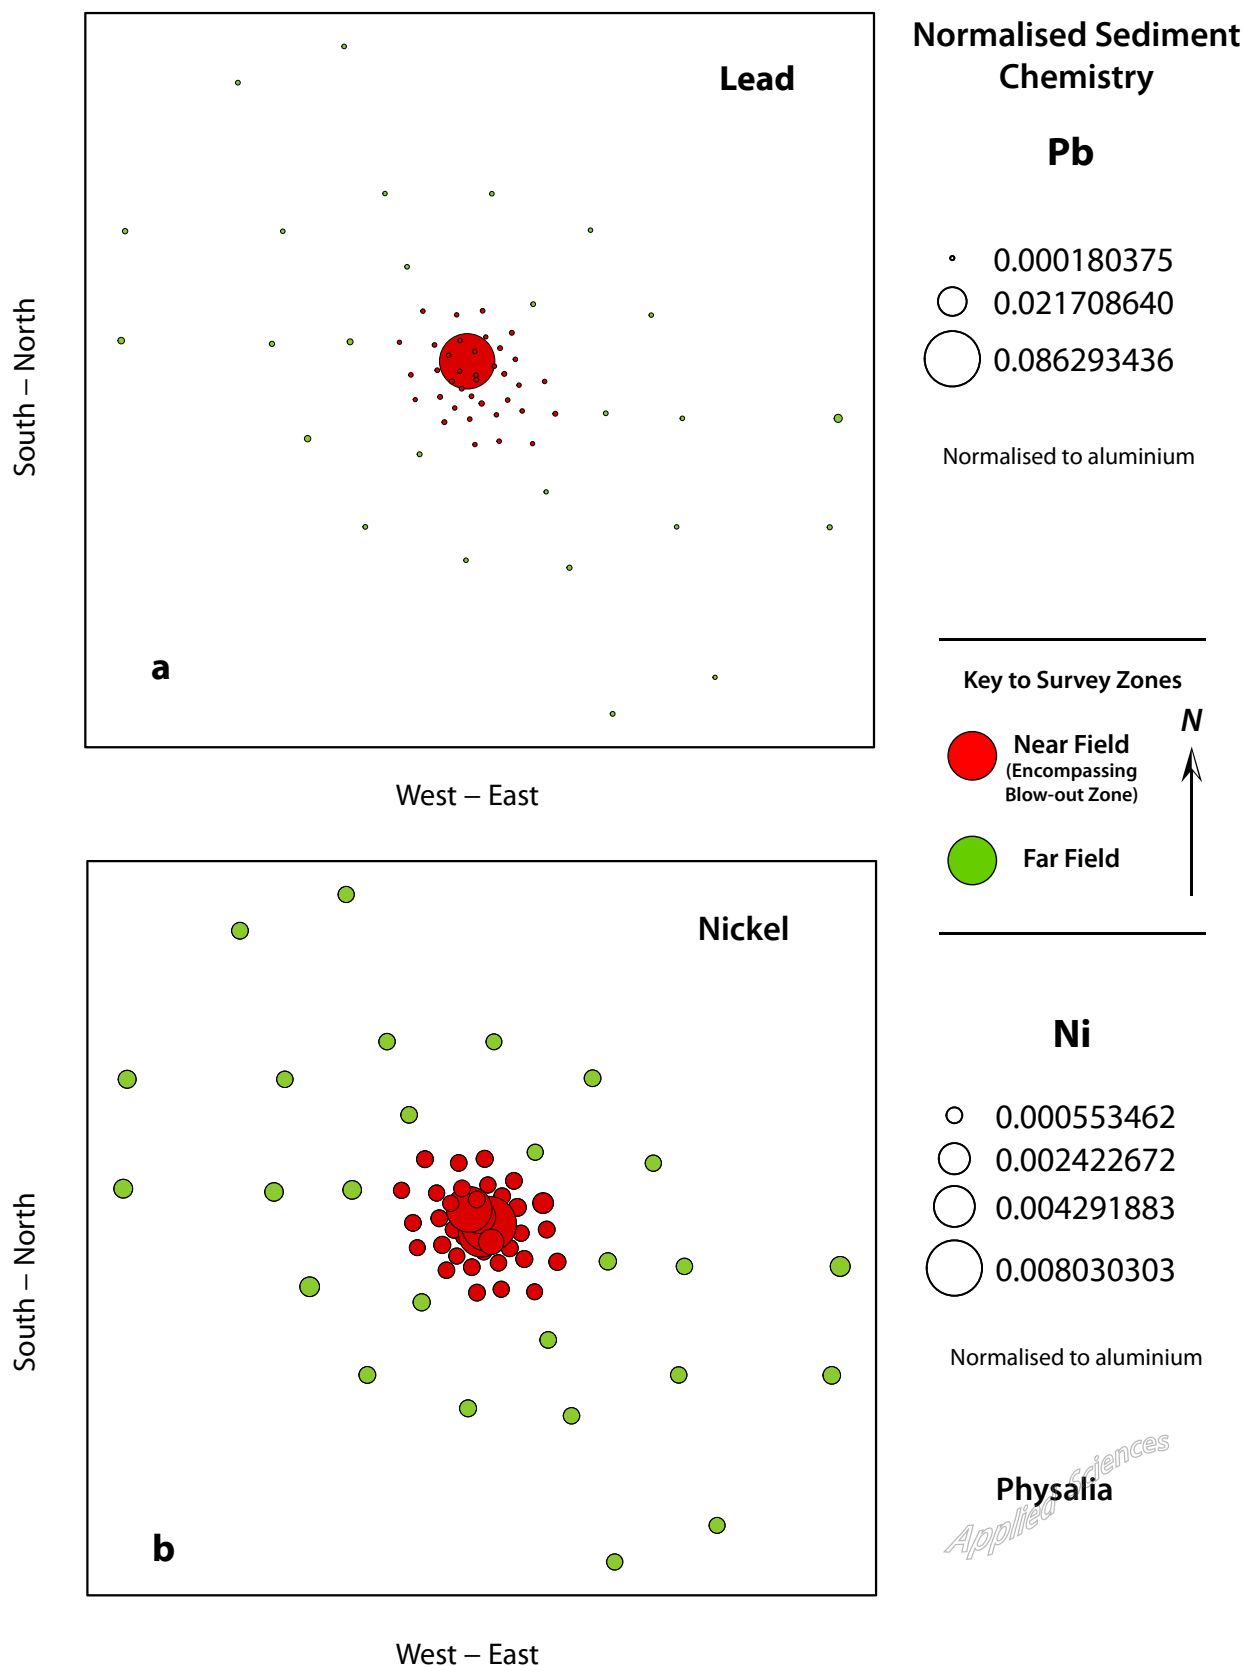 Normalised Sediment
Chemistry
Lead
Pb
0.000180375
0.021708640
0.086293436
Normalised to aluminium
South – North
a
West – East
Key to Survey Zones
N
Near Field
(Encompassing
Blow-out Zone)
Far Field
Nickel
Ni
0.000553462
0.002422672
0.004291883
0.008030303
Normalised to aluminium
South – North
b
West – East
Physalia
Applied Sciences